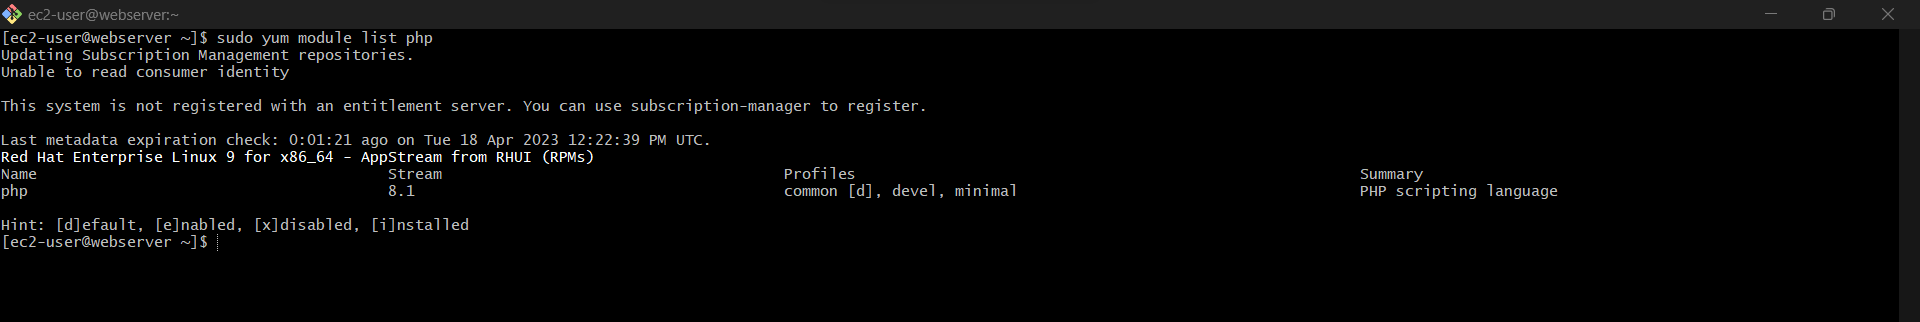 ec2-user@webserver:~
[ec2-user@webserver ~]$ sudo yum module list php
Updating Subscription Management repositories.
Unable to read consumer identity
This system is not registered with an entitlement server. You can use subscription-manager to register.
Last metadata expiration check: 0:01:21 ago on Tue 18 Apr 2023 12:22:39 PM UTC.
Red Hat Enterprise Linux 9 for x86_64 - AppStream from RHUI (RPMs)
Name Stream Profiles Summary
php 8.1 common [d], devel, minimal PHP scripting language
Hint: [d]efault, [e]nabled, [x]disabled, [i]nstalled
[ec2-user@webserver ~]$